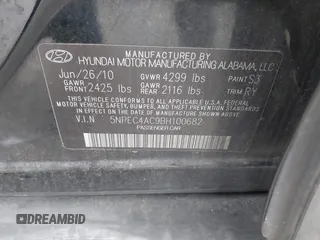 MANUFACTURED BY
HYUNDAI MOTOR MANUFACTURING ALABAMA, LLC
Jun/26/10 GVWR 4299 lbs PAINT S3
GAWR FRONT 2425 lbs GAWR REAR 2116 lbs TRIM RY
THIS VEHICLE CONFORMS TO ALL APPLICABLE U.S. FEDERAL
MOTOR VEHICLE SAFETY, BUMPER, AND THEFT PREVENTION STANDARDS
IN EFFECT ON THE DATE OF MANUFACTURE SHOWN ABOVE.
V.I.N 5NPEC4AC9BH100682
PASSENGER CAR
DREAMBID